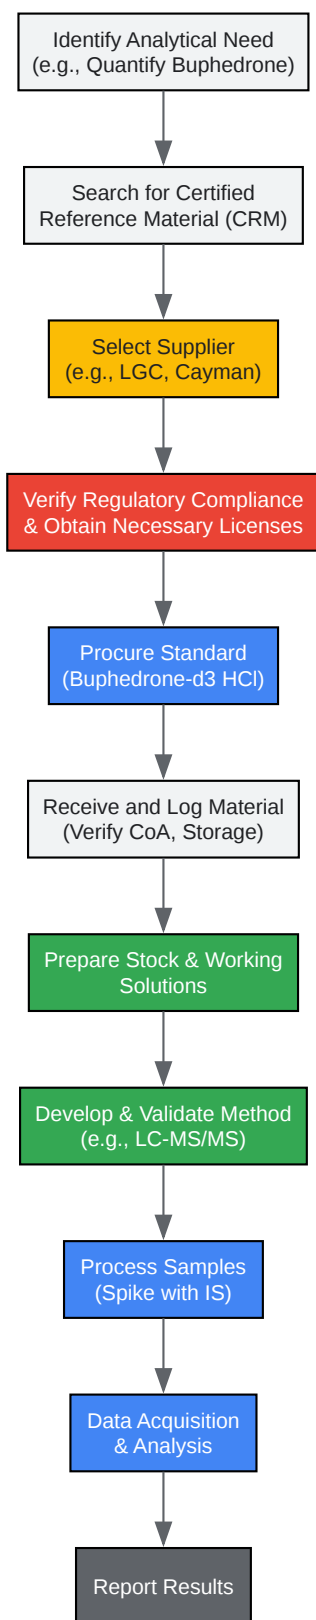 Identify Analytical Need
(e.g., Quantify Buphedrone)
Search for Certified
Reference Material (CRM)
Select Supplier
(e.g., LGC, Cayman)
Verify Regulatory Compliance
& Obtain Necessary Licenses
Procure Standard
(Buphedrone-d3 HCl)
Receive and Log Material
(Verify CoA, Storage)
Prepare Stock & Working
Solutions
Develop & Validate Method
(e.g., LC-MS/MS)
Process Samples
(Spike with IS)
Data Acquisition
& Analysis
Report Results